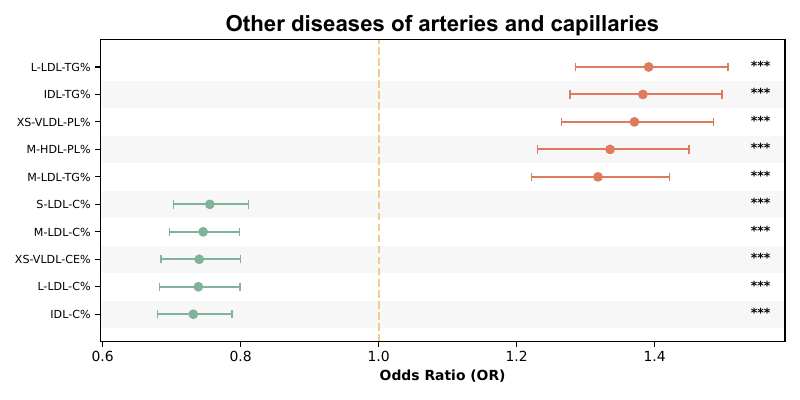 Other diseases of arteries and capillaries
L-LDL-TG% ***
IDL-TG% ***
XS-VLDL-PL% ***
M-HDL-PL% ***
M-LDL-TG% ***
S-LDL-C% ***
M-LDL-C% ***
XS-VLDL-CE% ***
L-LDL-C% ***
IDL-C% ***
0.6 0.8 1.0 1.2 1.4
Odds Ratio (OR)